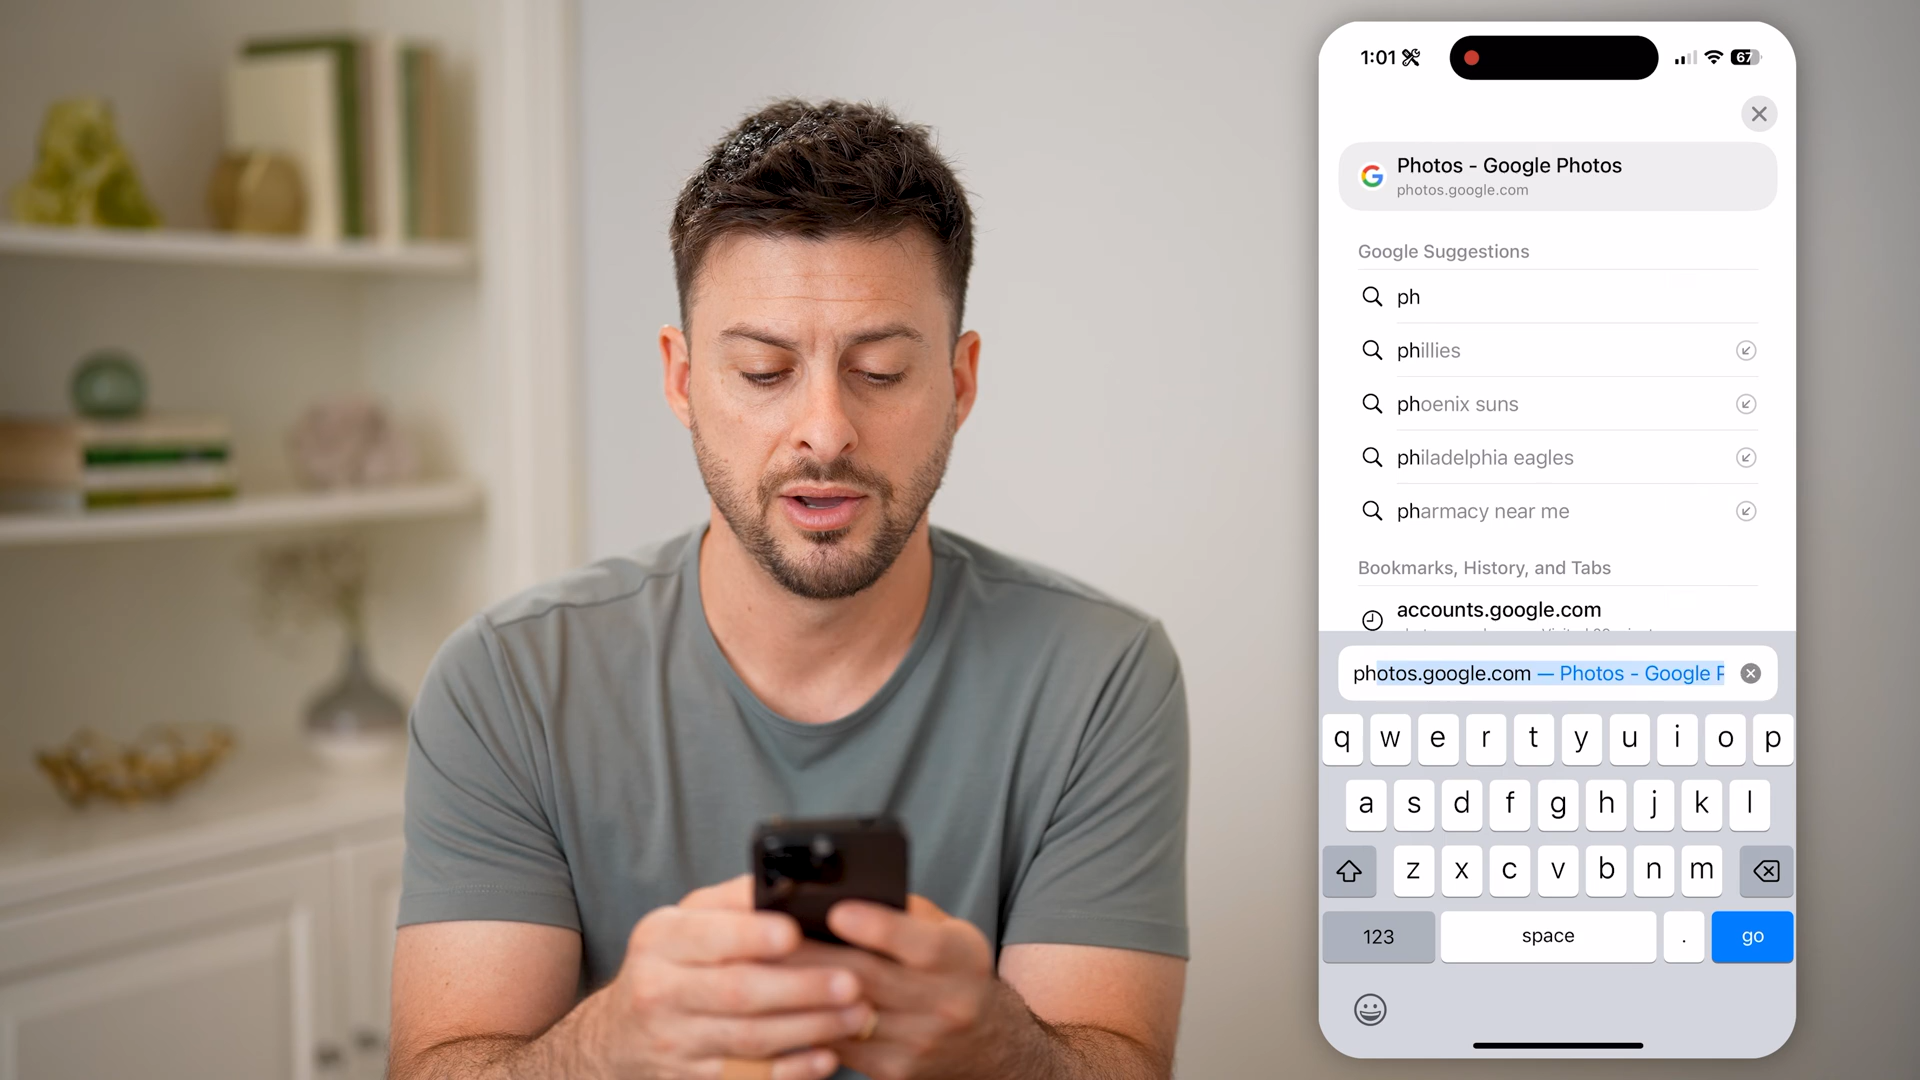 1:01
67
Photos - Google Photos
photos.google.com
Google Suggestions
ph
phillies
phoenix suns
philadelphia eagles
pharmacy near me
Bookmarks, History, and Tabs
accounts.google.com
photos.google.com — Photos - Google P
q w e r t y u i o p
a s d f g h j k l
z x c v b n m
123 space . go